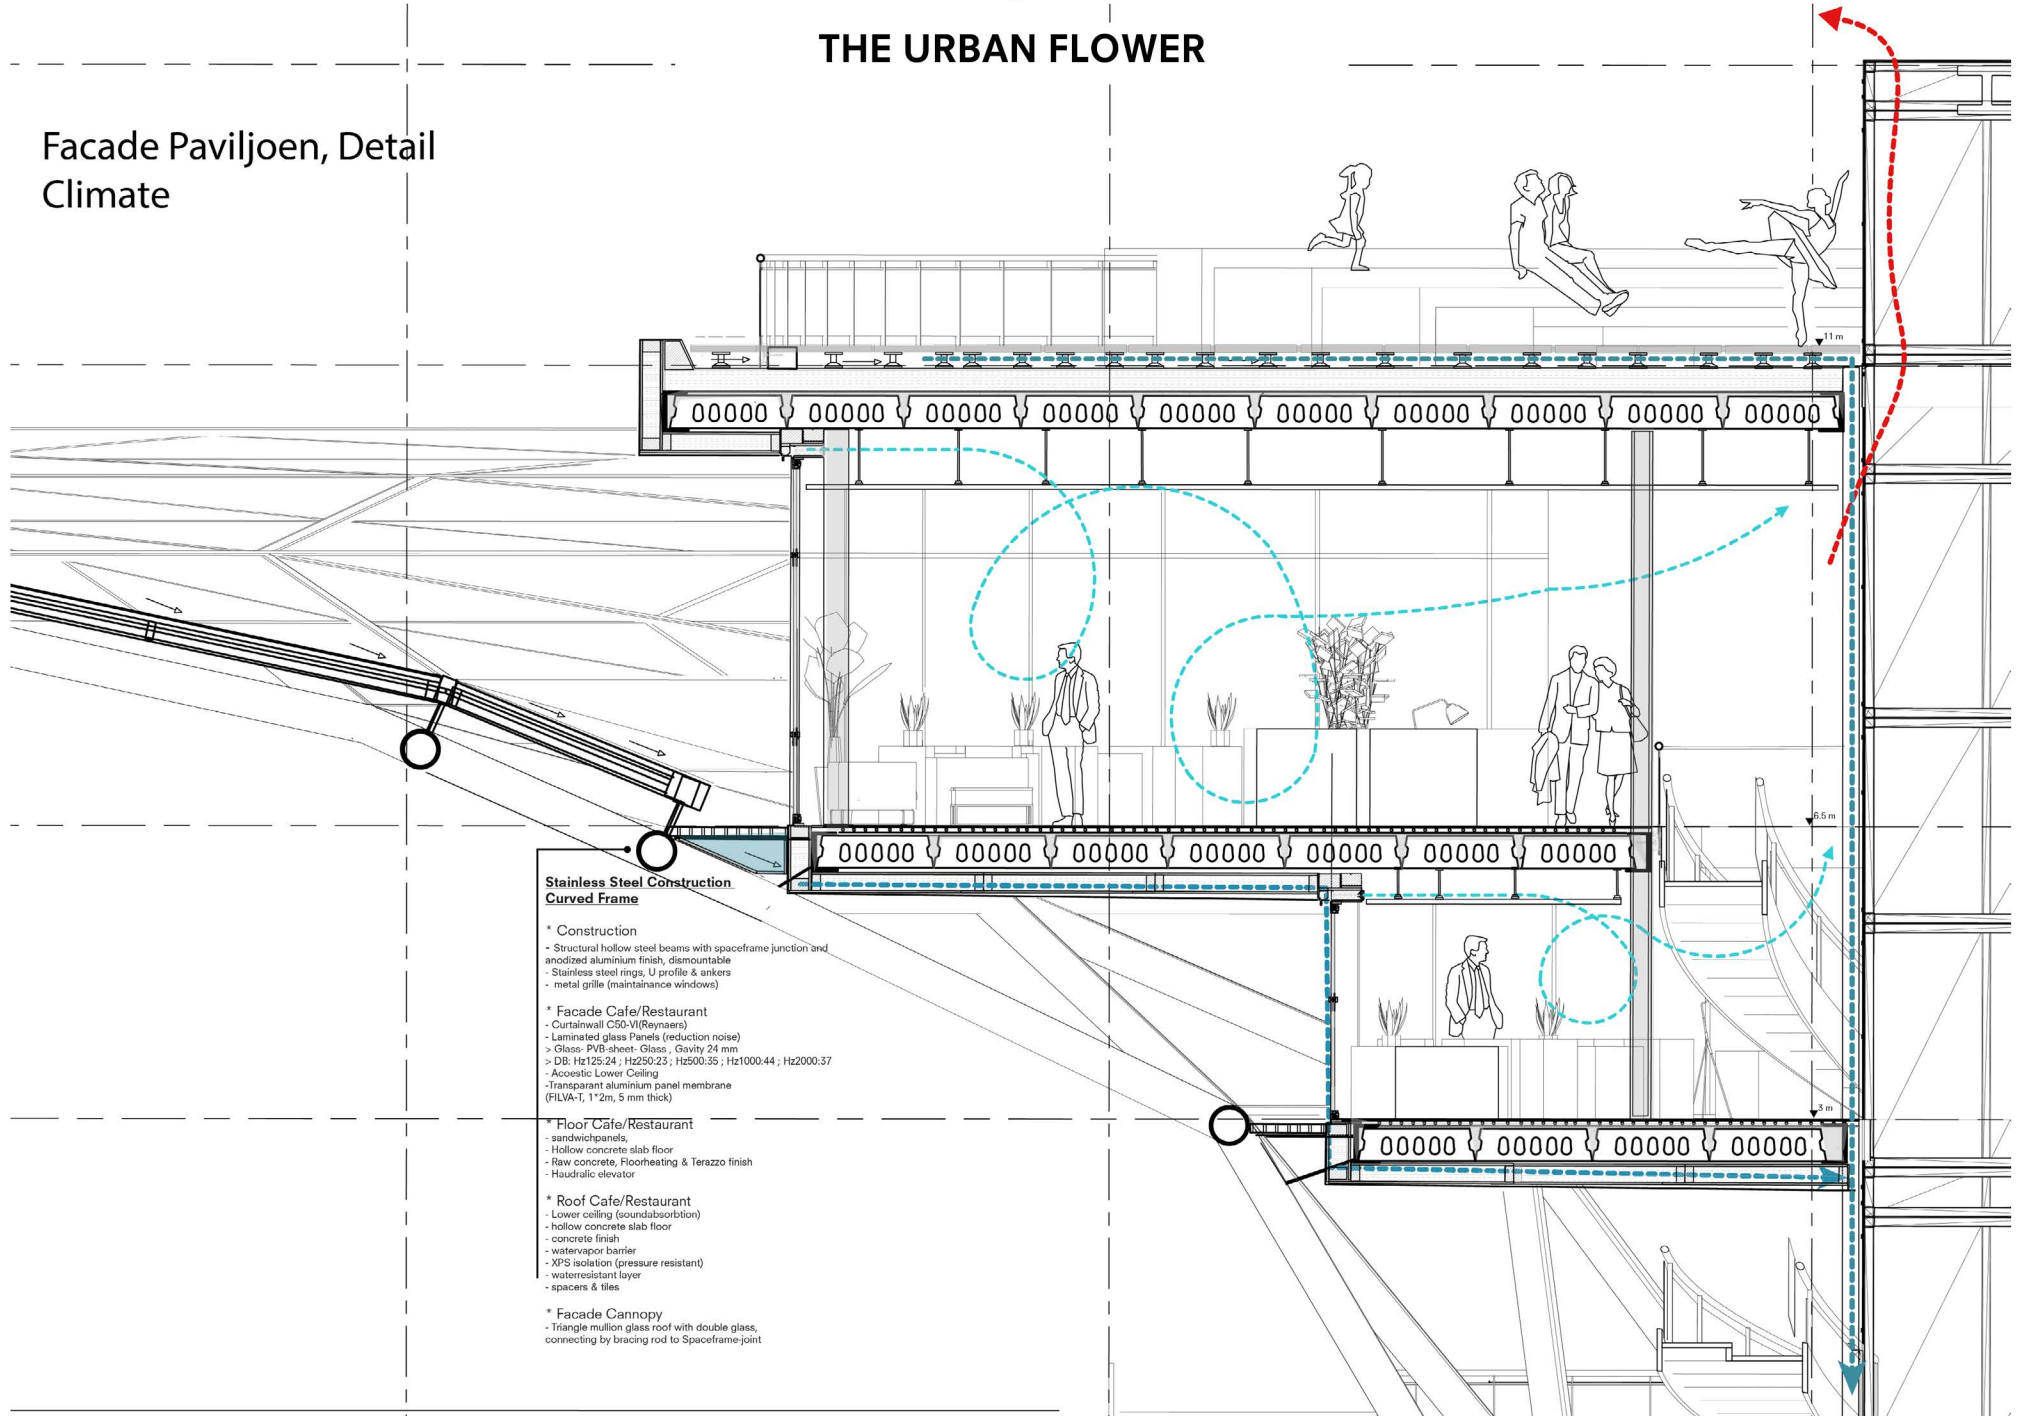 THE URBAN FLOWER
Facade Paviljoen, Detail
Climate
11 m
6.5 m
3 m
Stainless Steel Construction
Curved Frame
* Construction
- Structural hollow steel beams with spaceframe junction and
anodized aluminium finish, dismountable
- Stainless steel rings, U profile & ankers
- metal grille (maintainance windows)
* Facade Cafe/Restaurant
- Curtainwall C50-VI(Reynaers)
- Laminated glass Panels (reduction noise)
> Glass- PVB-sheet- Glass , Gavity 24 mm
> DB: Hz125:24 ; Hz250:23 ; Hz500:35 ; Hz1000:44 ; Hz2000:37
- Acoestic Lower Ceiling
-Transparant aluminium panel membrane
(FILVA-T, 1*2m, 5 mm thick)
* Floor Cafe/Restaurant
- sandwichpanels,
- Hollow concrete slab floor
- Raw concrete, Floorheating & Terazzo finish
- Haudralic elevator
* Roof Cafe/Restaurant
- Lower ceiling (soundabsorbtion)
- hollow concrete slab floor
- concrete finish
- watervapor barrier
- XPS isolation (pressure resistant)
- waterresistant layer
- spacers & tiles
* Facade Cannopy
- Triangle mullion glass roof with double glass,
connecting by bracing rod to Spaceframe-joint